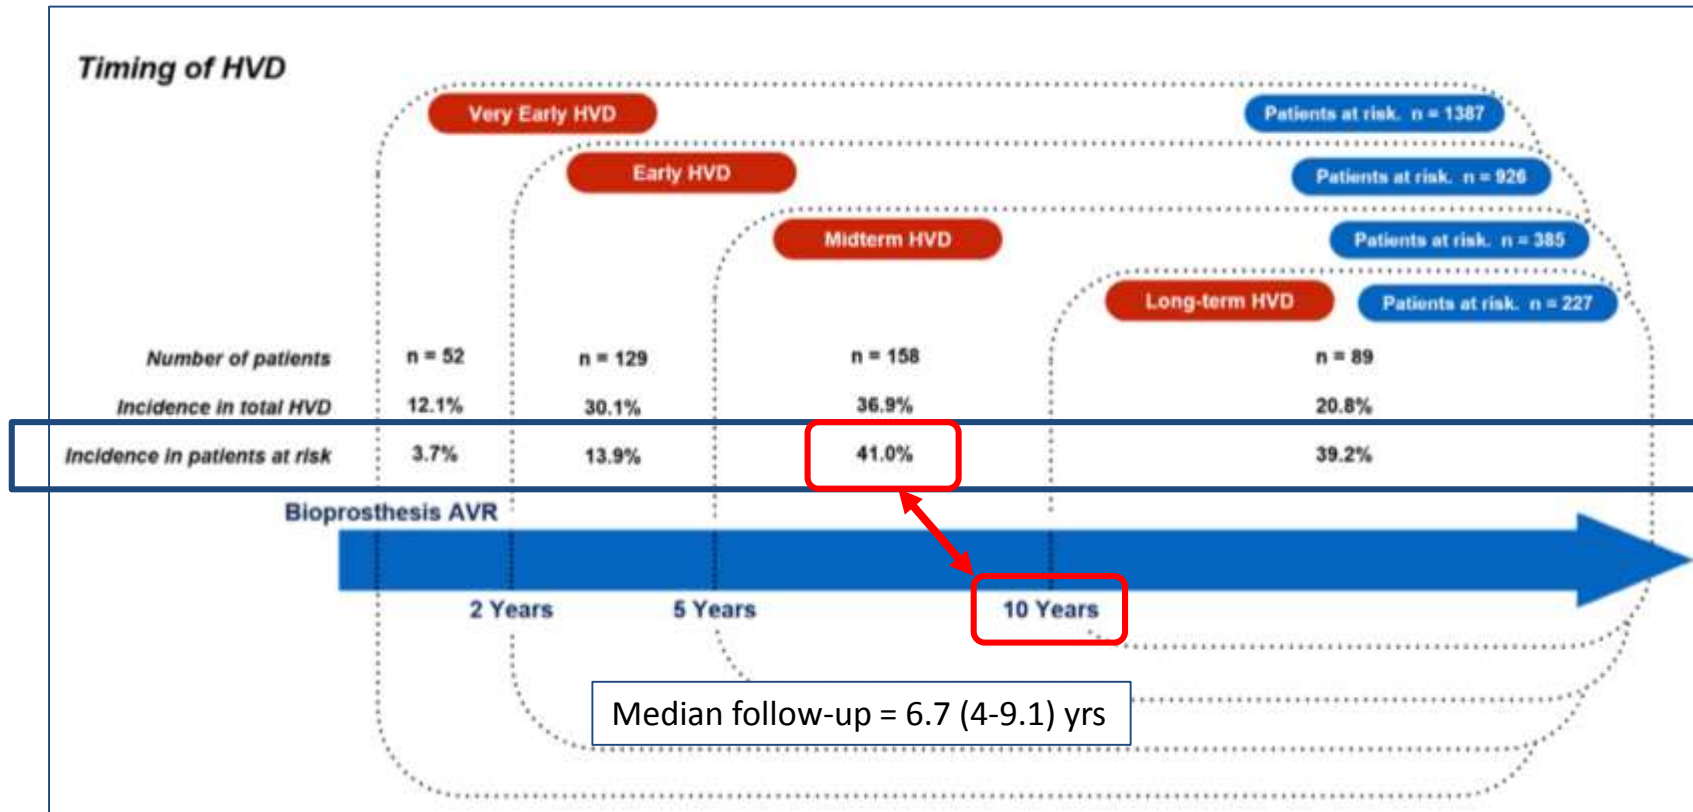 Timing of HVD
Very Early HVD
Patients at risk. n = 1387
Early HVD
Patients at risk. n = 926
Midterm HVD
Patients at risk. n = 385
Long-term HVD
Patients at risk. n = 227
Number of patients n = 52 n = 129 n = 158 n = 89
Incidence in total HVD 12.1% 30.1% 36.9% 20.8%
Incidence in patients at risk 3.7% 13.9% 41.0% 39.2%
Bioprosthesis AVR
2 Years 5 Years 10 Years
Median follow-up = 6.7 (4-9.1) yrs